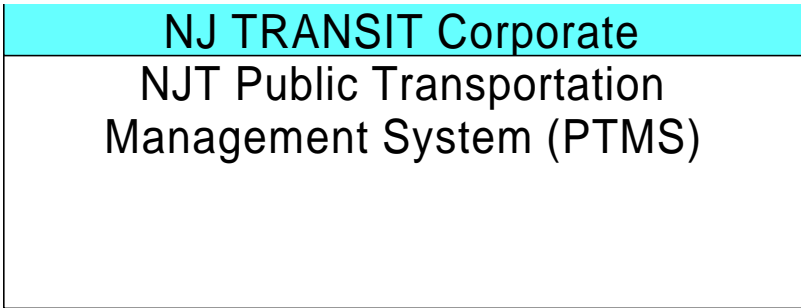 NJ TRANSIT Corporate
NJT Public Transportation
Management System (PTMS)